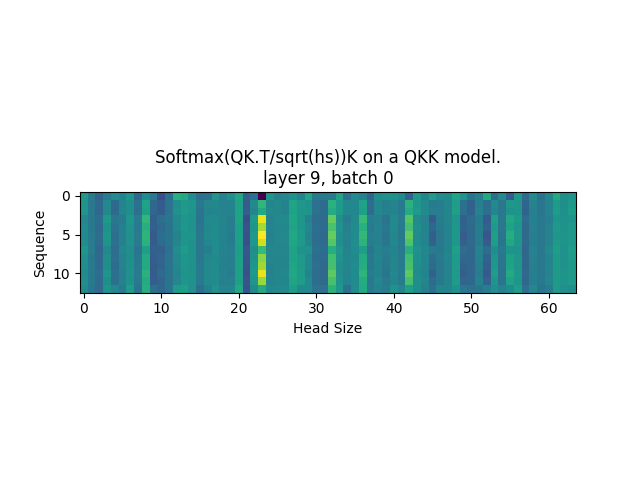 Softmax(QK.T/sqrt(hs))K on a QKK model.
layer 9, batch 0
0
5
10
Sequence
0 10 20 30 40 50 60
Head Size